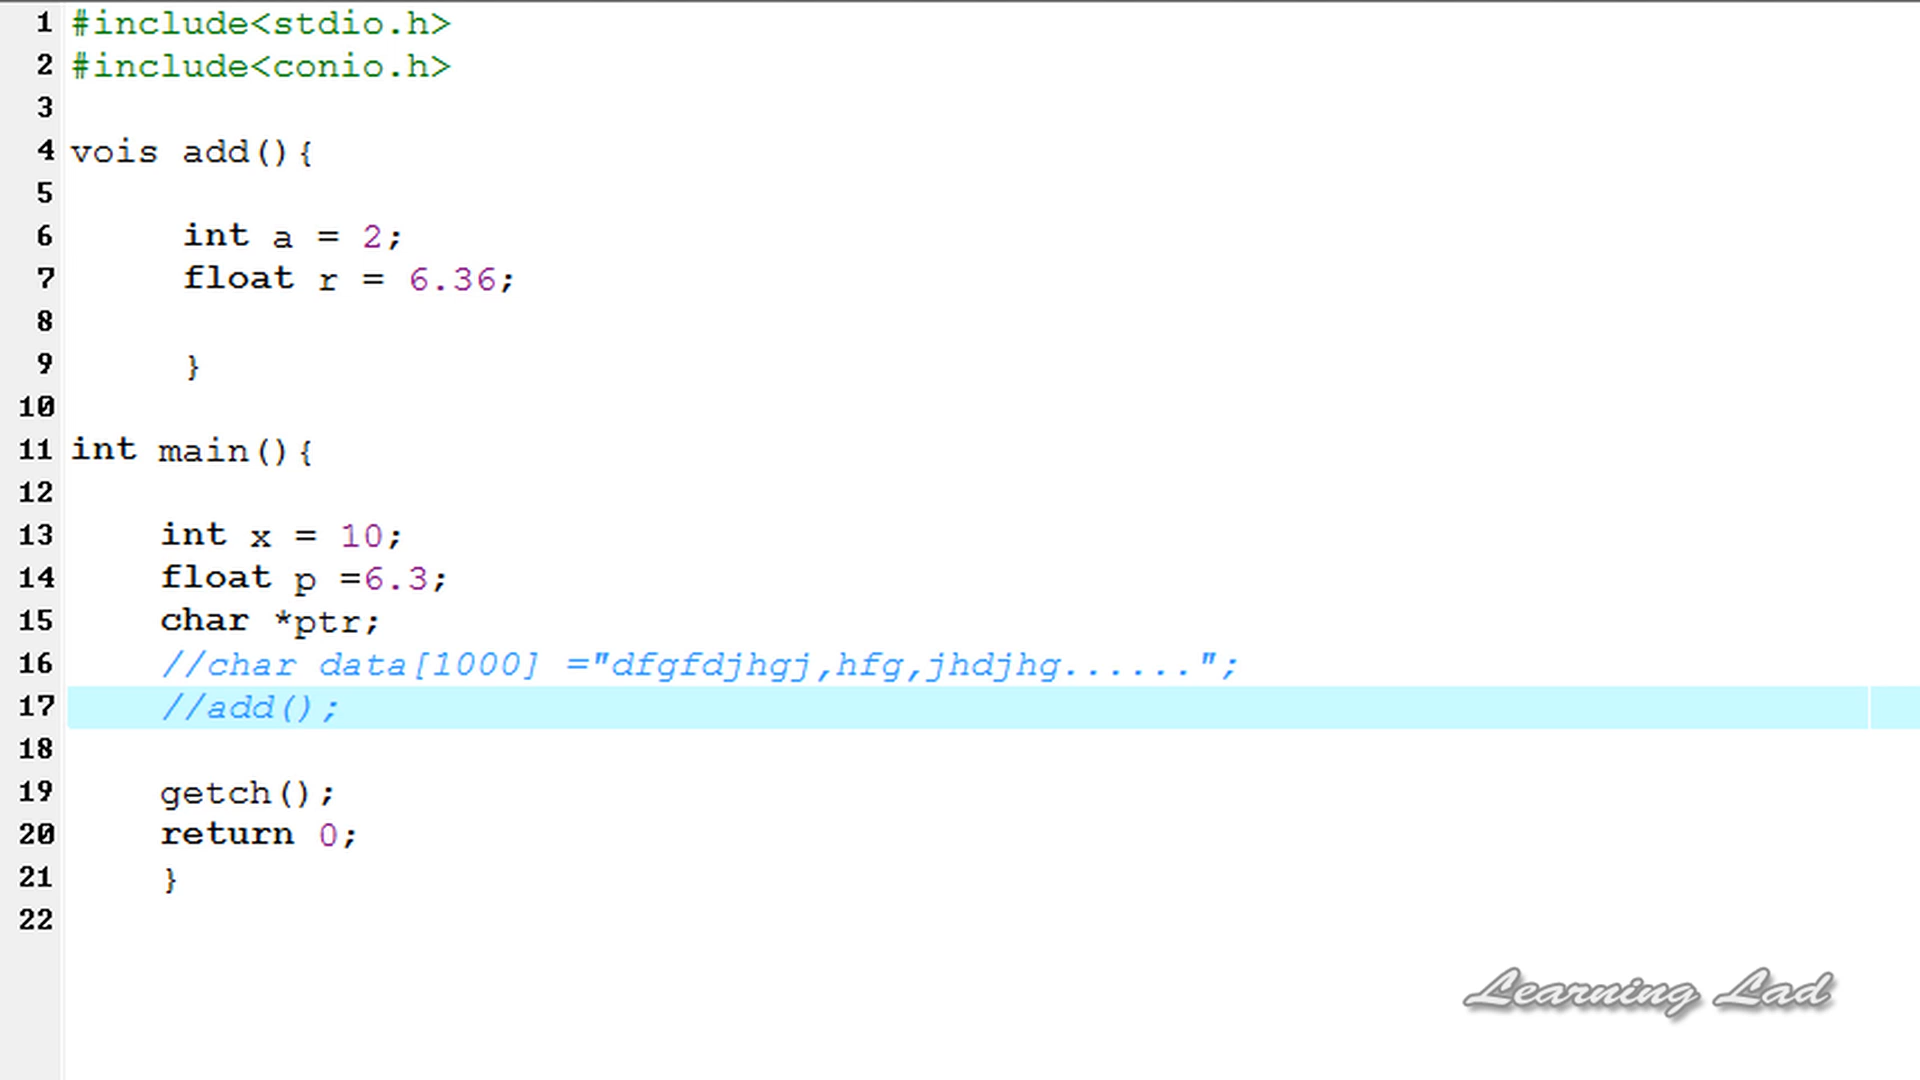 1 #include<stdio.h>
2 #include<conio.h>
3
4 vois add(){
5
6 int a = 2;
7 float r = 6.36;
8
9 }
10
11 int main(){
12
13 int x = 10;
14 float p =6.3;
15 char *ptr;
16 //char data[1000] ="dfgfdjhgj,hfg,jhdjhg......";
17 //add();
18
19 getch();
20 return 0;
21 }
22
Learning Lad